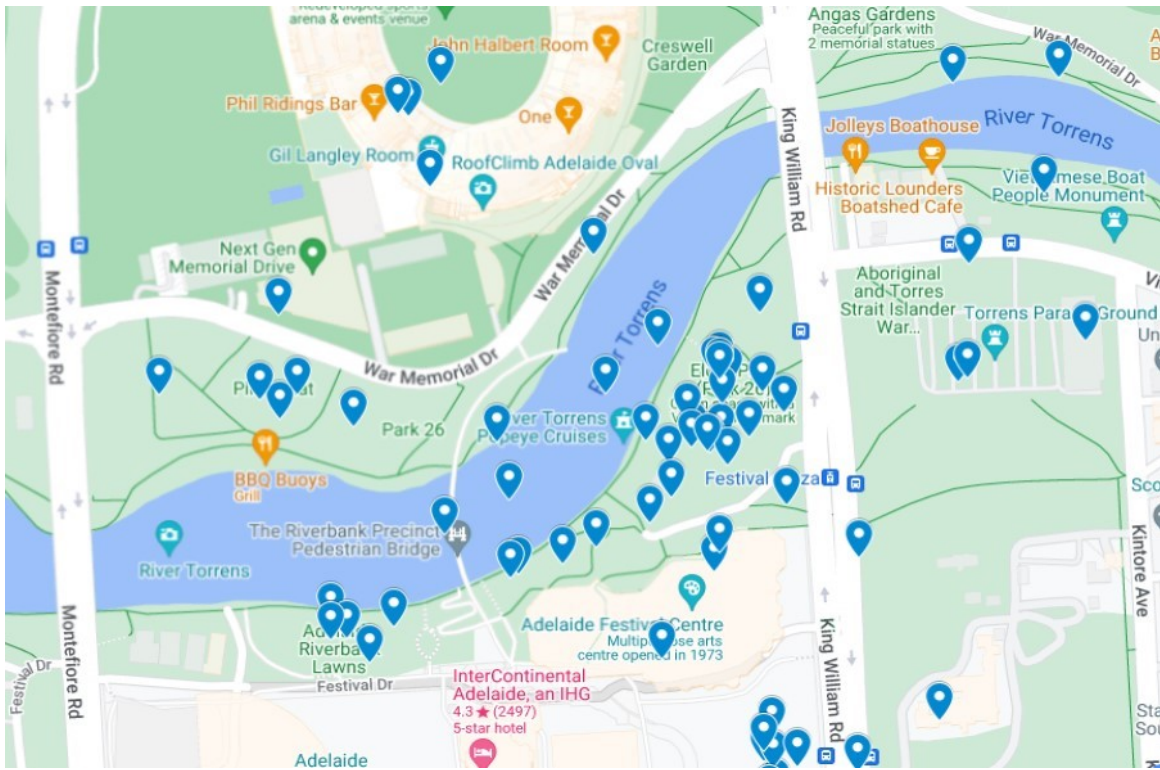 Redeveloped sports
arena & events venue
John Halbert Room
Creswell
Garden
Angas Gardens
Peaceful park with
2 memorial statues
War Memorial Dr
Phil Ridings Bar
One
Gil Langley Room
RoofClimb Adelaide Oval
King William Rd
Jolleys Boathouse
River Torrens
Historic Lounders
Boatshed Cafe
Vietnamese Boat
People Monument
Next Gen
Memorial Drive
War Memorial Dr
Montefiore Rd
River Torrens
Aboriginal
and Torres
Strait Islander
War...
Torrens Parade Ground
War Memorial Dr
Park 26
River Torrens
Popeye Cruises
BBQ Buoys
Grill
Festival Plaza
The Riverbank Precinct
Pedestrian Bridge
River Torrens
Kintore Ave
Montefiore Rd
Adelaide Festival Centre
Multipurpose arts
centre opened in 1973
Riverbank
Lawns
Festival Dr
Festival Dr
King William Rd
InterContinental
Adelaide, an IHG
4.3 ★ (2497)
5-star hotel
Adelaide